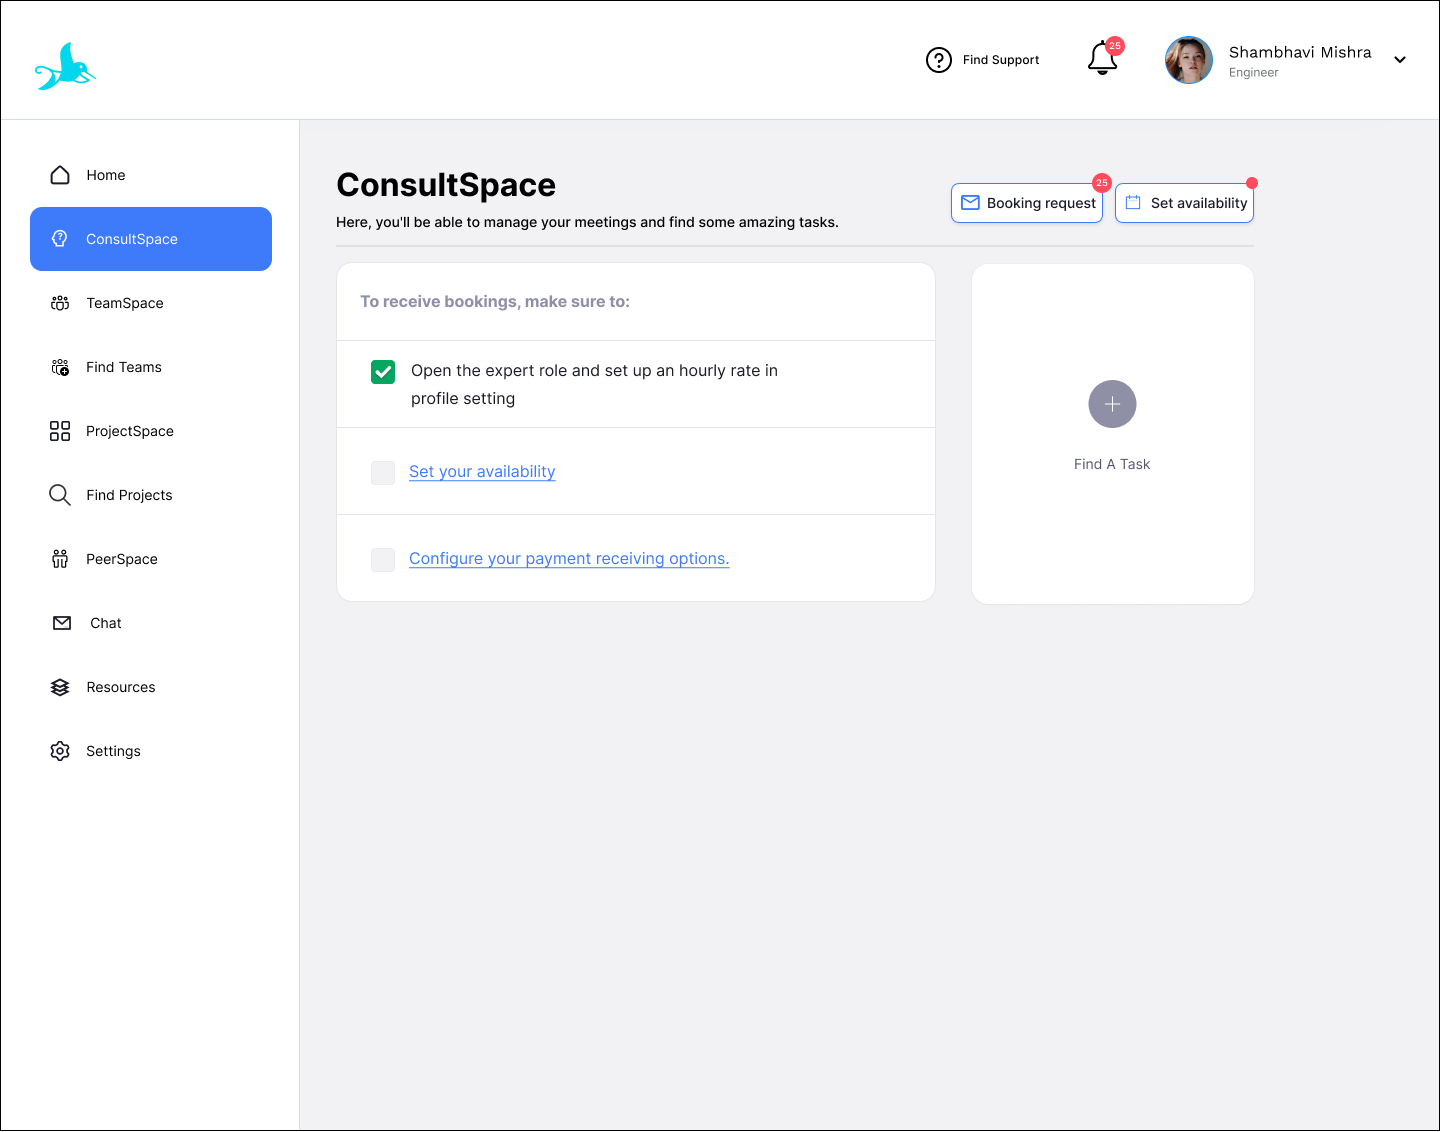 Find Support
25
Shambhavi Mishra
Engineer
Home
ConsultSpace
TeamSpace
Find Teams
ProjectSpace
Find Projects
PeerSpace
Chat
Resources
Settings
ConsultSpace
Here, you'll be able to manage your meetings and find some amazing tasks.
Booking request
25
Set availability
To receive bookings, make sure to:
Open the expert role and set up an hourly rate in
profile setting
Set your availability
Configure your payment receiving options.
Find A Task